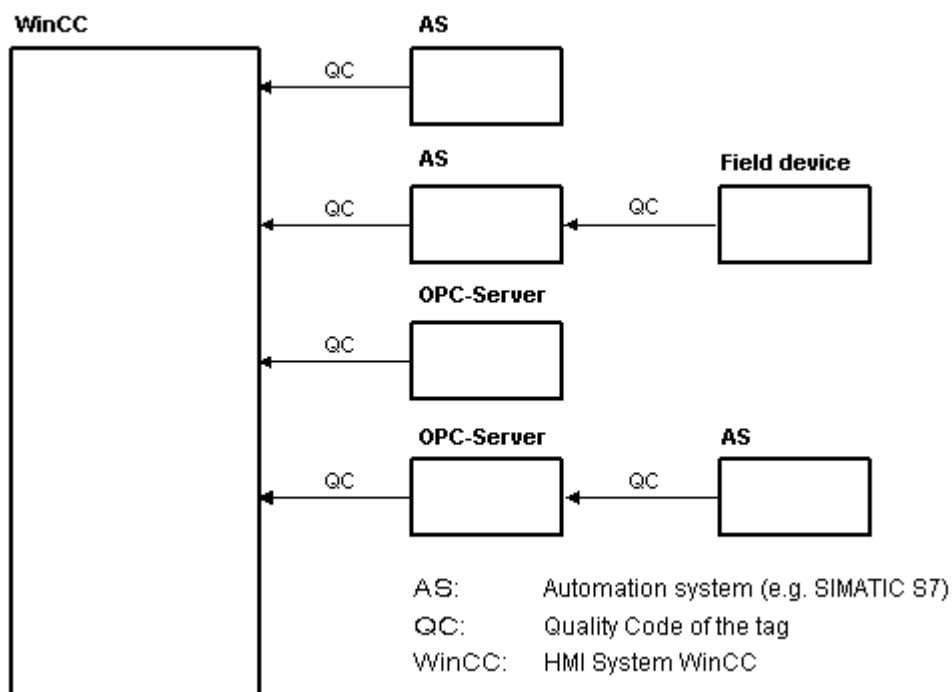 WinCC
AS
QC
AS
Field device
QC
QC
OPC-Server
QC
OPC-Server
AS
QC
QC
AS: Automation system (e.g. SIMATIC S7)
QC: Quality Code of the tag
WinCC: HMI System WinCC